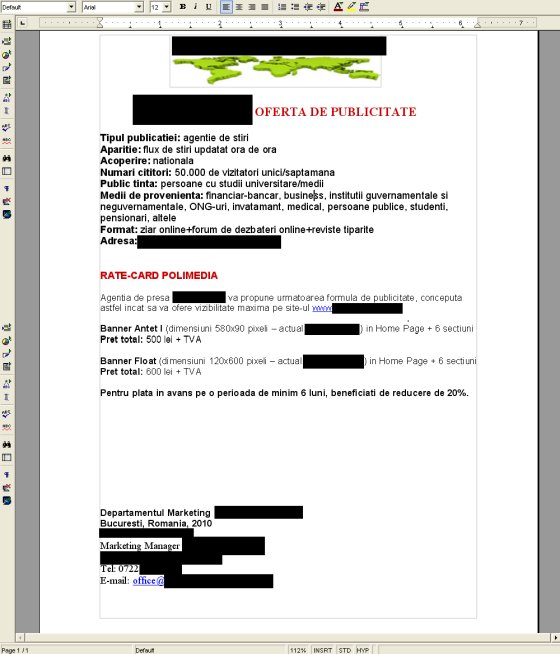 Default Arial 12 B i U
1 2 3 4 5 6 7
OFERTA DE PUBLICITATE
Tipul publicatiei: agentie de stiri
Aparitie: flux de stiri updatat ora de ora
Acoperire: nationala
Numari cititori: 50.000 de vizitatori unici/saptamana
Public tinta: persoane cu studii universitare/medii
Medii de provenienta: financiar-bancar, business, institutii guvernamentale si
neguvernamentale, ONG-uri, invatamant, medical, persoane publice, studenti,
pensionari, altele
Format: ziar online+forum de dezbateri online+reviste tiparite
Adresa:
RATE-CARD POLIMEDIA
Agentia de presa va propune urmatoarea formula de publicitate, conceputa
astfel incat sa va ofere vizibilitate maxima pe site-ul www
Banner Antet I (dimensiuni 580x90 pixeli – actual ) in Home Page + 6 sectiuni
Pret total: 500 lei + TVA
Banner Float (dimensiuni 120x600 pixeli – actual ) in Home Page + 6 sectiuni
Pret total: 600 lei + TVA
Pentru plata in avans pe o perioada de minim 6 luni, beneficiati de reducere de 20%.
Departamentul Marketing
Bucuresti, Romania, 2010
Marketing Manager
Tel: 0722
E-mail: office@
Page 1 / 1 Default 112% INSRT STD HYP